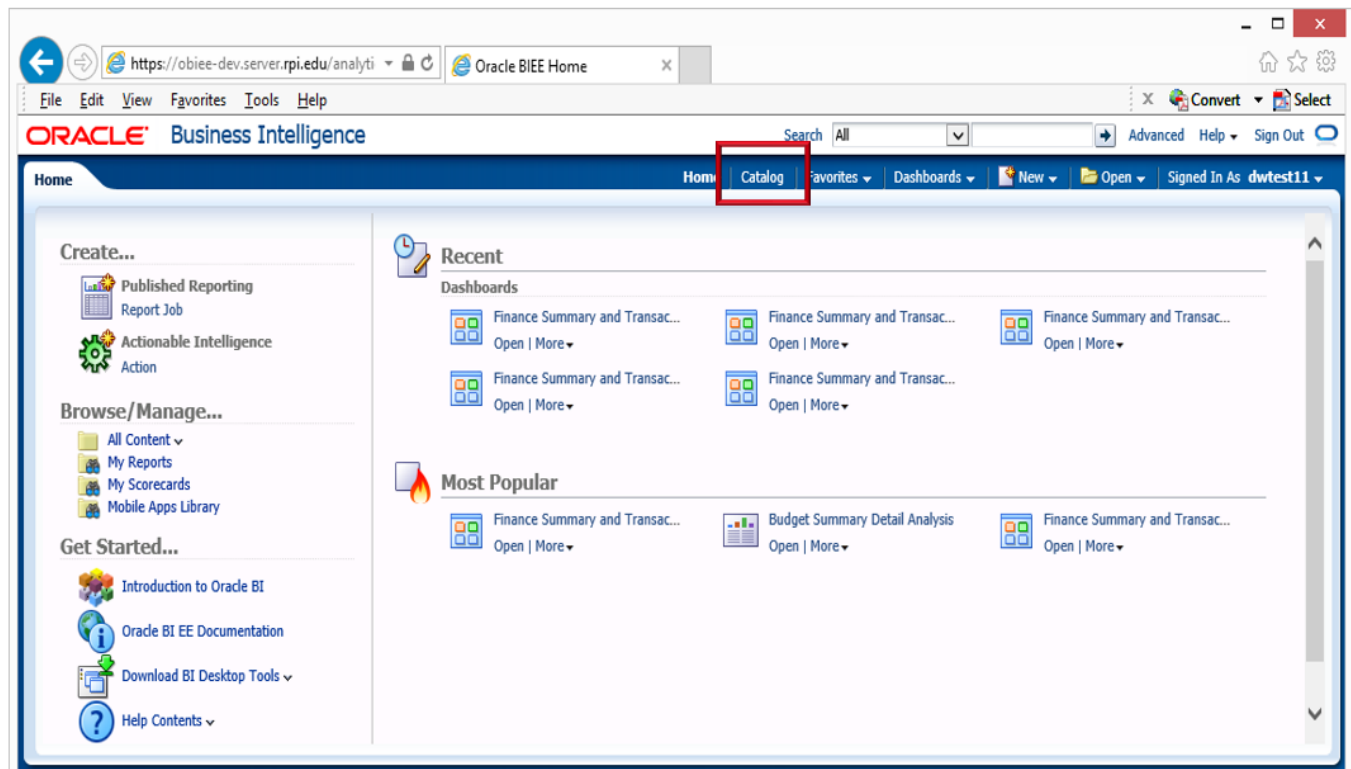 https://obiee-dev.server.rpi.edu/analyti
Oracle BIEE Home
File Edit View Favorites Tools Help
Convert Select
ORACLE Business Intelligence
Search All Advanced Help Sign Out
Home
Home Catalog Favorites Dashboards New Open Signed In As dwtest11
Create...
Published Reporting
Report Job
Actionable Intelligence
Action
Browse/Manage...
All Content
My Reports
My Scorecards
Mobile Apps Library
Get Started...
Introduction to Oracle BI
Oracle BI EE Documentation
Download BI Desktop Tools
Help Contents
Recent
Dashboards
Finance Summary and Transac... Finance Summary and Transac... Finance Summary and Transac...
Open | More Open | More Open | More
Finance Summary and Transac... Finance Summary and Transac...
Open | More Open | More
Most Popular
Finance Summary and Transac... Budget Summary Detail Analysis Finance Summary and Transac...
Open | More Open | More Open | More